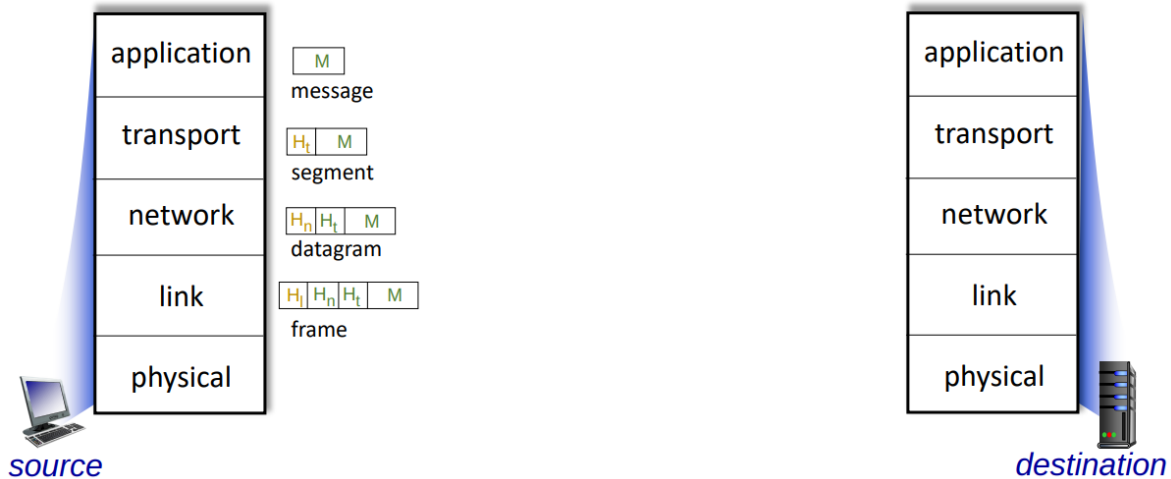 application
M
message
transport
Ht M
segment
network
Hn Ht M
datagram
link
Hl Hn Ht M
frame
physical
source
application
transport
network
link
physical
destination